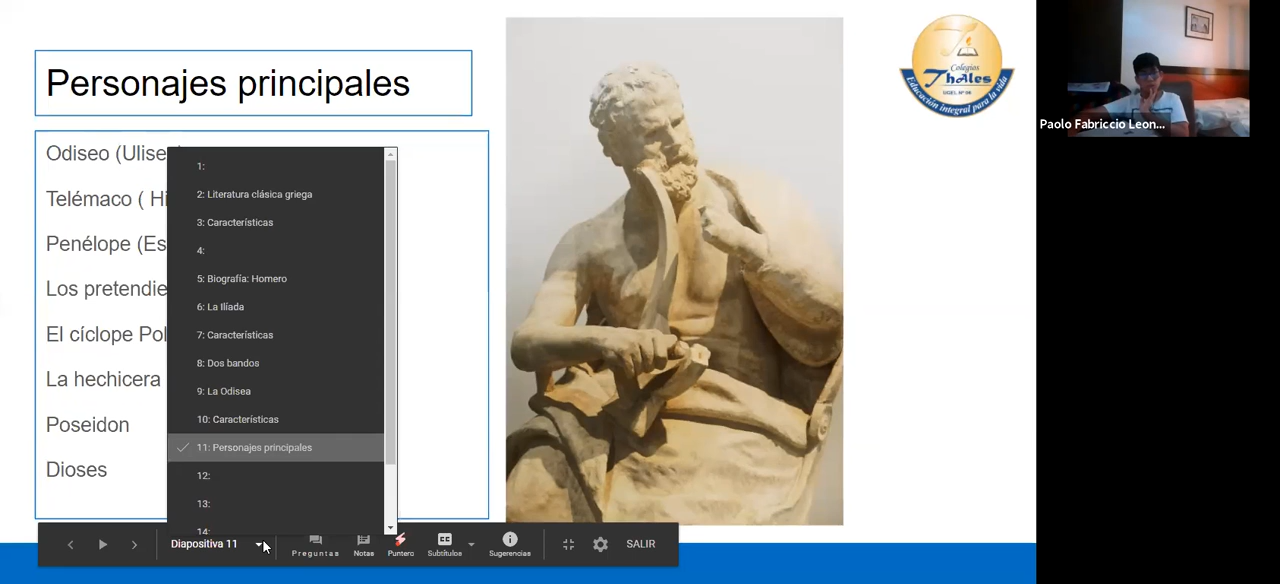 Personajes principales
Odiseo (Ulise
Telémaco ( Hi
Penélope (Es
Los pretendie
El cíclope Pol
La hechicera
Poseidon
Dioses
1:
2: Literatura clásica griega
3: Características
4:
5: Biografía: Homero
6: La Ilíada
7: Características
8: Dos bandos
9: La Odisea
10: Características
11: Personajes principales
12:
13:
14:
Diapositiva 11
Preguntas
Notas
Puntero
Subtítulos
Sugerencias
SALIR
Colegios
Thales
UGEL Nº 06
Educación integral para la vida
Paolo Fabriccio Leon...